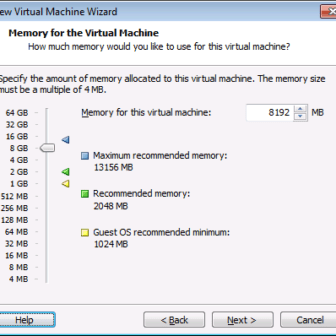 ew Virtual Machine Wizard
Memory for the Virtual Machine
How much memory would you like to use for this virtual machine?
Specify the amount of memory allocated to this virtual machine. The memory size
must be a multiple of 4 MB.
Memory for this virtual machine: 8192 MB
64 GB
32 GB
16 GB
8 GB
4 GB
2 GB
1 GB
512 MB
256 MB
128 MB
64 MB
32 MB
16 MB
8 MB
4 MB
Maximum recommended memory:
13156 MB
Recommended memory:
2048 MB
Guest OS recommended minimum:
1024 MB
Help
< Back
Next >
Cancel